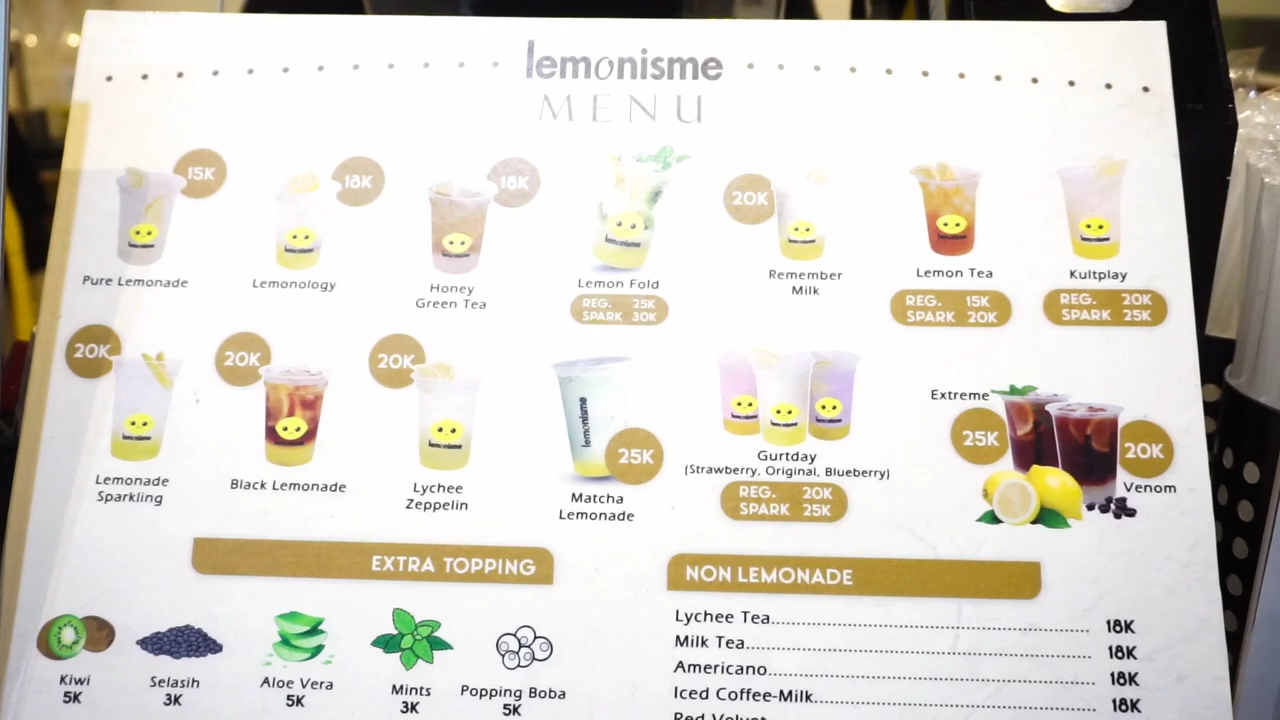 lemonisme
MENU
15K
Pure Lemonade
18K
Lemonology
18K
Honey
Green Tea
Lemon Fold
REG. 25K
SPARK 30K
20K
Remember
Milk
Lemon Tea
REG. 15K
SPARK 20K
Kultplay
REG. 20K
SPARK 25K
20K
Lemonade
Sparkling
20K
Black Lemonade
20K
Lychee
Zeppelin
lemonisme
25K
Matcha
Lemonade
Gurtday
(Strawberry, Original, Blueberry)
REG. 20K
SPARK 25K
Extreme
25K
20K
Venom
EXTRA TOPPING
Kiwi
5K
Selasih
3K
Aloe Vera
5K
Mints
3K
Popping Boba
5K
NON LEMONADE
Lychee Tea 18K
Milk Tea 18K
Americano 18K
Iced Coffee-Milk 18K
Red Velvet